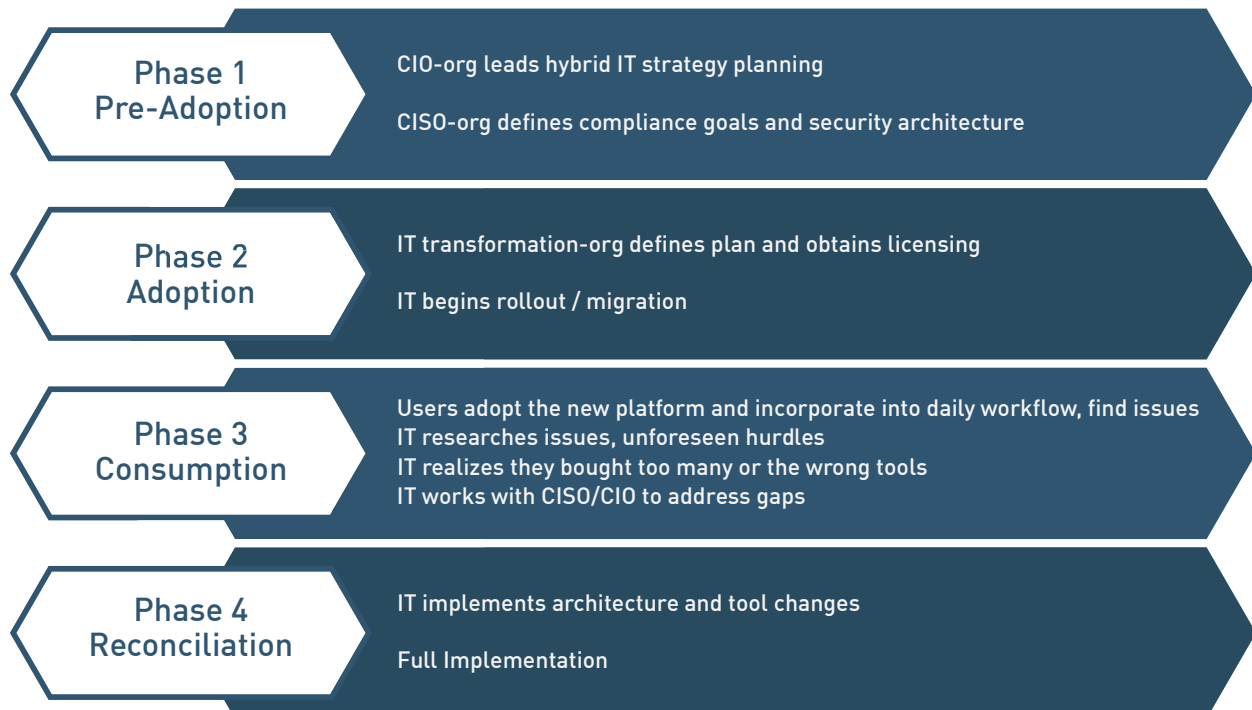 Phase 1
Pre-Adoption
CIO-org leads hybrid IT strategy planning
CISO-org defines compliance goals and security architecture
Phase 2
Adoption
IT transformation-org defines plan and obtains licensing
IT begins rollout / migration
Phase 3
Consumption
Users adopt the new platform and incorporate into daily workflow, find issues
IT researches issues, unforeseen hurdles
IT realizes they bought too many or the wrong tools
IT works with CISO/CIO to address gaps
Phase 4
Reconciliation
IT implements architecture and tool changes
Full Implementation